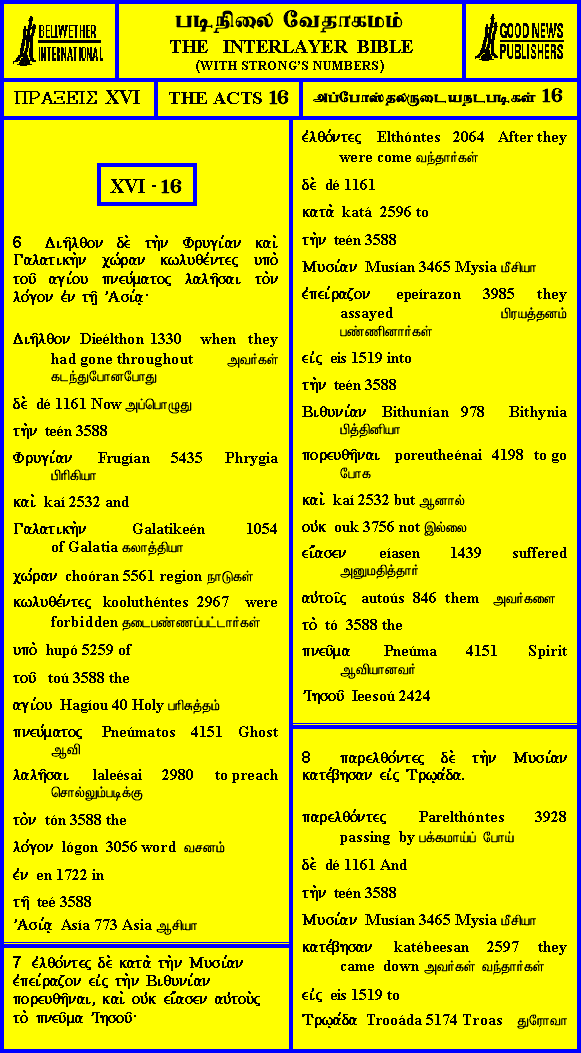 BELLWETHER
INTERNATIONAL
படிநிலை வேதாகமம்
THE INTERLAYER BIBLE
(WITH STRONG'S NUMBERS)
GOOD NEWS
PUBLISHERS
ΠΡΑΞΕΙΣ XVI
THE ACTS 16
அப்போஸ்தலருடையநடபடிகள் 16
XVI - 16
6 Διῆλθον δὲ τὴν Φρυγίαν καὶ
Γαλατικὴν χώραν κωλυθέντες υπὸ
τοῦ αγίου πνεύματος λαλῆσαι τὸν
λόγον ἐν τῇ Ἀσίᾳ·
Διῆλθον Dieélthon 1330 when they
had gone throughout அவர்கள்
கடந்துபோனபோது
δὲ dé 1161 Now அப்பொழுது
τὴν teén 3588
Φρυγίαν Frugían 5435 Phrygia
பிரிகியா
καὶ kaí 2532 and
Γαλατικὴν Galatikeén 1054
of Galatia கலாத்தியா
χώραν choóran 5561 region நாடுகள்
κωλυθέντες kooluthéntes 2967 were
forbidden தடைபண்ணப்பட்டார்கள்
υπὸ hupó 5259 of
τοῦ toú 3588 the
αγίου Hagíou 40 Holy பரிசுத்தம்
πνεύματος Pneúmatos 4151 Ghost
ஆவி
λαλῆσαι laleésai 2980 to preach
சொல்லும்படிக்கு
τὸν tón 3588 the
λόγον lógon 3056 word வசனம்
ἐν en 1722 in
τῇ teé 3588
Ἀσίᾳ Asía 773 Asia ஆசியா
7 ἐλθόντες δὲ κατὰ τὴν Μυσίαν
ἐπείραζον εἰς τὴν Βιθυνίαν
πορευθῆναι, καὶ οὐκ εἴασεν αὐτοὺς
τὸ πνεῦμα Ἰησοῦ·
ἐλθόντες Elthóntes 2064 After they
were come வந்தார்கள்
δὲ dé 1161
κατὰ katá 2596 to
τὴν teén 3588
Μυσίαν Musían 3465 Mysia மீசியா
ἐπείραζον epeírazon 3985 they
assayed பிரயத்தனம்
பண்ணினார்கள்
εἰς eis 1519 into
τὴν teén 3588
Βιθυνίαν Bithunían 978 Bithynia
பித்தினியா
πορευθῆναι poreutheénai 4198 to go
போக
καὶ kaí 2532 but ஆனால்
οὐκ ouk 3756 not இல்லை
εἴασεν eíasen 1439 suffered
அனுமதித்தார்
αὐτοῖς autoús 846 them அவர்களை
τὸ tó 3588 the
πνεῦμα Pneúma 4151 Spirit
ஆவியானவர்
Ἰησοῦ Ieesoú 2424
8 παρελθόντες δὲ τὴν Μυσίαν
κατέβησαν εἰς Τρῳάδα.
παρελθόντες Parelthóntes 3928
passing by பக்கமாய்ப் போய்
δὲ dé 1161 And
τὴν teén 3588
Μυσίαν Musían 3465 Mysia மீசியா
κατέβησαν katébeesan 2597 they
came down அவர்கள் வந்தார்கள்
εἰς eis 1519 to
Τρῳάδα Trooáda 5174 Troas துரோவா